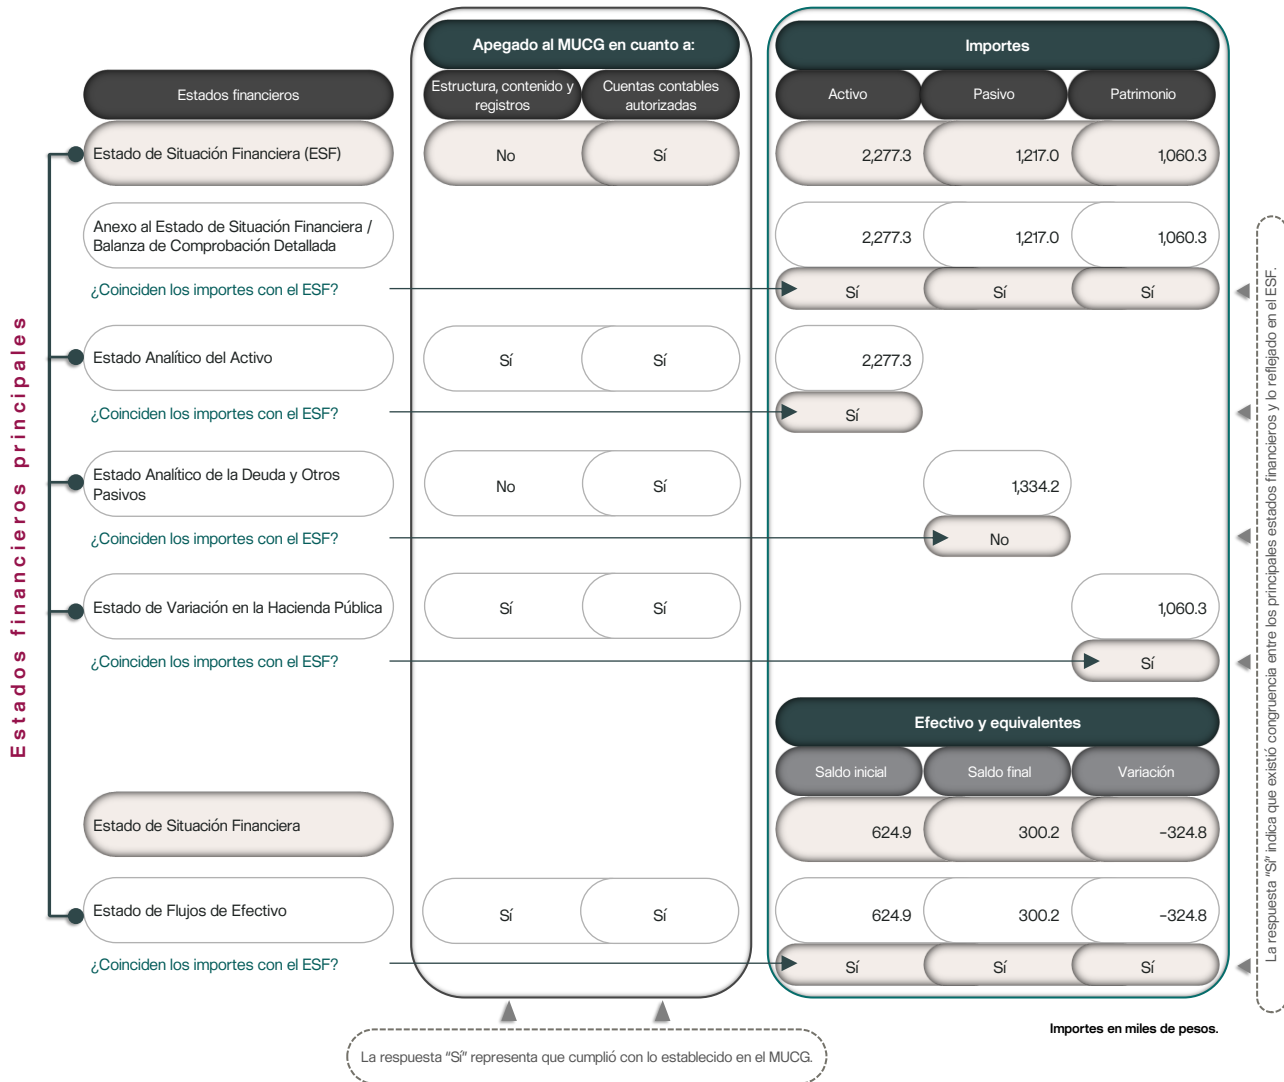 Apegado al MUCG en cuanto a:
Importes
Estados financieros
Estructura, contenido y
registros
Cuentas contables
autorizadas
Activo
Pasivo
Patrimonio
Estado de Situación Financiera (ESF)
No
Sí
2,277.3
1,217.0
1,060.3
Anexo al Estado de Situación Financiera /
Balanza de Comprobación Detallada
2,277.3
1,217.0
1,060.3
¿Coinciden los importes con el ESF?
Sí
Sí
Sí
Estado Analítico del Activo
Sí
Sí
2,277.3
¿Coinciden los importes con el ESF?
Sí
Estado Analítico de la Deuda y Otros
Pasivos
No
Sí
1,334.2
¿Coinciden los importes con el ESF?
No
Estado de Variación en la Hacienda Pública
Sí
Sí
1,060.3
¿Coinciden los importes con el ESF?
Sí
Efectivo y equivalentes
Saldo inicial
Saldo final
Variación
Estado de Situación Financiera
624.9
300.2
-324.8
Estado de Flujos de Efectivo
Sí
Sí
624.9
300.2
-324.8
¿Coinciden los importes con el ESF?
Sí
Sí
Sí
Estados financieros principales
La respuesta "Sí" indica que existió congruencia entre los principales estados financieros y lo reflejado en el ESF.
Importes en miles de pesos.
La respuesta "Sí" representa que cumplió con lo establecido en el MUCG.